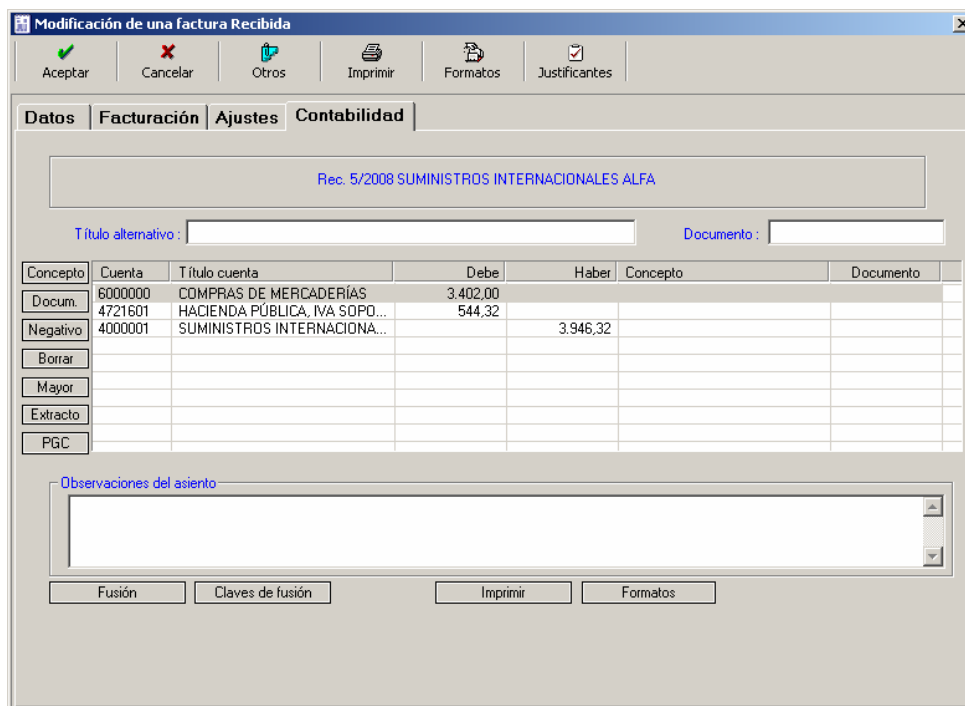 Modificación de una factura Recibida
Aceptar Cancelar Otros Imprimir Formatos Justificantes
Datos Facturación Ajustes Contabilidad
Rec. 5/2008 SUMINISTROS INTERNACIONALES ALFA
Título alternativo : Documento :
Concepto Cuenta Título cuenta Debe Haber Concepto Documento
6000000 COMPRAS DE MERCADERÍAS 3.402,00
Docum.
4721601 HACIENDA PÚBLICA, IVA SOPO... 544,32
Negativo 4000001 SUMINISTROS INTERNACIONA... 3.946,32
Borrar
Mayor
Extracto
PGC
Observaciones del asiento
Fusión Claves de fusión Imprimir Formatos